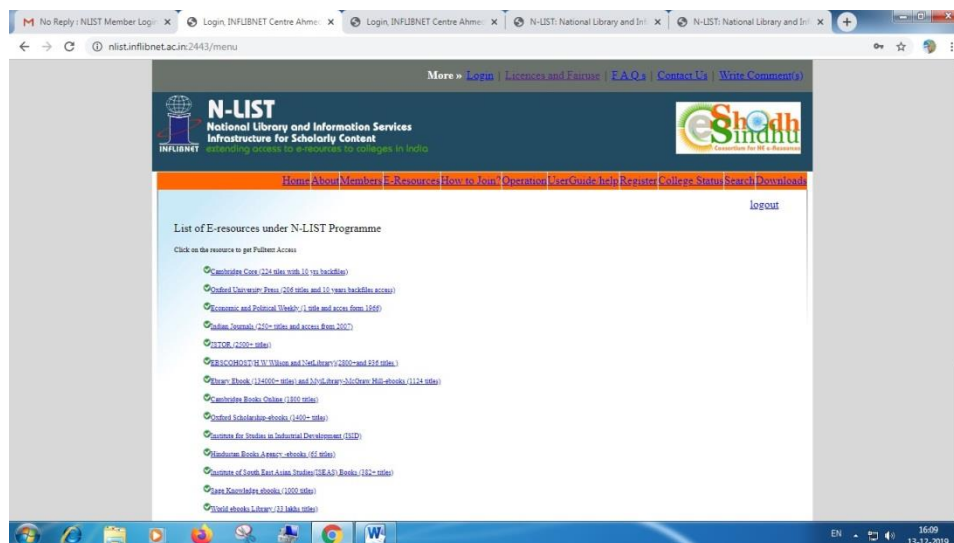 No Reply : NLIST Member Login
Login, INFLIBNET Centre Ahmed
Login, INFLIBNET Centre Ahmed
N-LIST: National Library and Inf
N-LIST: National Library and Inf
nlist.inflibnet.ac.in:2443/menu
More » Login | Licences and Fairuse | F.A.Q.s | Contact Us | Write Comment(s)
N-LIST
National Library and Information Services
Infrastructure for Scholarly Content
extending access to e-resources to colleges in India
INFLIBNET
e Shodh
Sindhu
Consortium for HE e-Resources
Home About Members E-Resources How to Join? Operation UserGuide/help Register College Status Search Downloads
logout
List of E-resources under N-LIST Programme
Click on the resource to get Fulltext Access
Cambridge Core (224 titles with 10 yrs backfiles)
Oxford University Press (206 titles and 10 years backfiles access)
Economic and Political Weekly (1 title and acces form 1966)
Indian Journals (250+ titles and access from 2007)
JSTOR (2500+ titles)
EBSCOHOST(H W Wilson and NetLibrary)(2800+and 936 titles )
Ebrary Ebook (134000+ titles) and MyiLibrary-McGraw Hill-ebooks (1124 titles)
Cambridge Books Online (1800 titles)
Oxford Scholarship-ebooks (1400+ titles)
Institute for Studies in Industrial Development (ISID)
Hindustan Books Agency -ebooks (65 titles)
Institute of South East Asian Studies(ISEAS) Books (382+ titles)
Sage Knowledge ebooks (1000 titles)
World ebooks Library (33 lakhs titles)
EN
16:09
13-12-2019